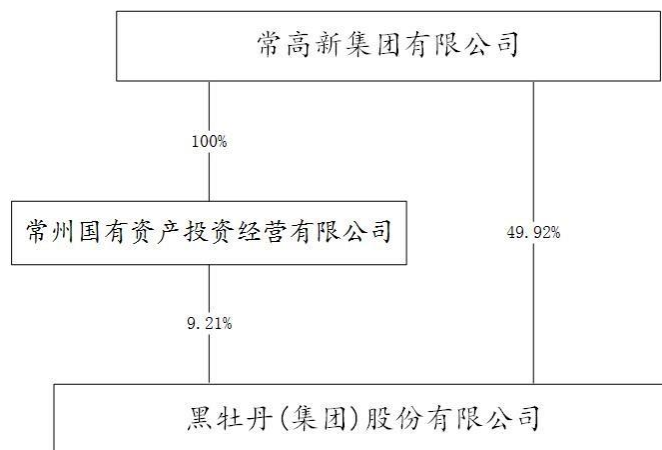 常高新集团有限公司
100%
常州国有资产投资经营有限公司
49.92%
9.21%
黑牡丹(集团)股份有限公司